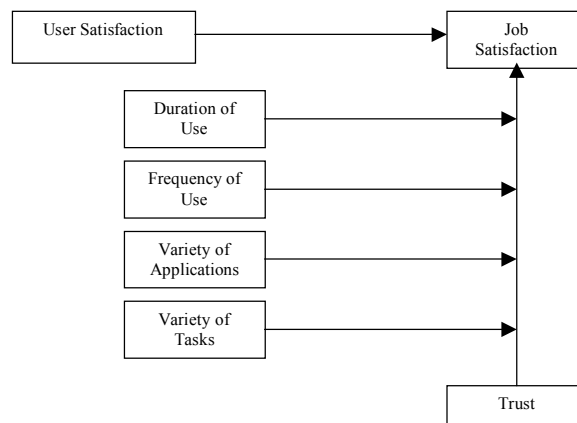 User Satisfaction
Job
Satisfaction
Duration of
Use
Frequency of
Use
Variety of
Applications
Variety of
Tasks
Trust